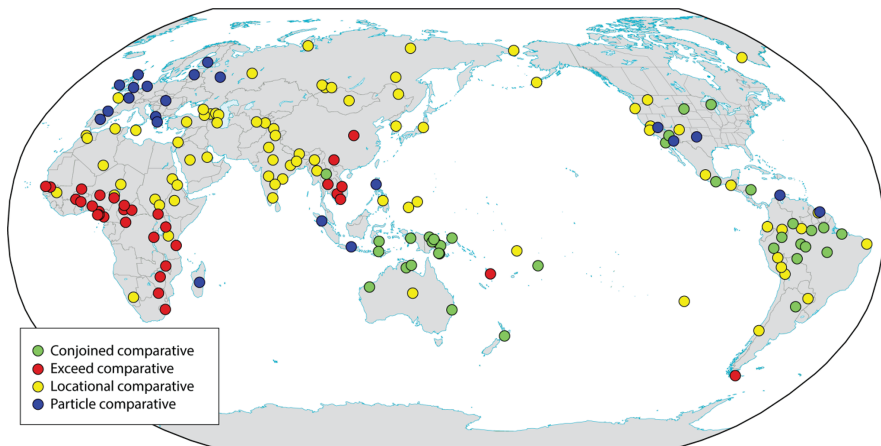 Conjoined comparative
Exceed comparative
Locational comparative
Particle comparative